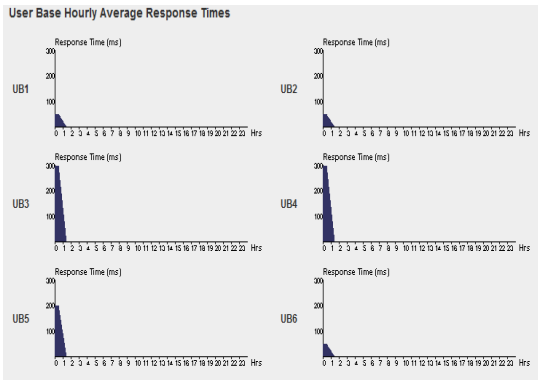 User Base Hourly Average Response Times
UB1
Response Time (ms)
300
200
100
0 1 2 3 4 5 6 7 8 9 10 11 12 13 14 15 16 17 18 19 20 21 22 23 Hrs
UB2
Response Time (ms)
300
200
100
0 1 2 3 4 5 6 7 8 9 10 11 12 13 14 15 16 17 18 19 20 21 22 23 Hrs
UB3
Response Time (ms)
300
200
100
0 1 2 3 4 5 6 7 8 9 10 11 12 13 14 15 16 17 18 19 20 21 22 23 Hrs
UB4
Response Time (ms)
300
200
100
0 1 2 3 4 5 6 7 8 9 10 11 12 13 14 15 16 17 18 19 20 21 22 23 Hrs
UB5
Response Time (ms)
300
200
100
0 1 2 3 4 5 6 7 8 9 10 11 12 13 14 15 16 17 18 19 20 21 22 23 Hrs
UB6
Response Time (ms)
300
200
100
0 1 2 3 4 5 6 7 8 9 10 11 12 13 14 15 16 17 18 19 20 21 22 23 Hrs